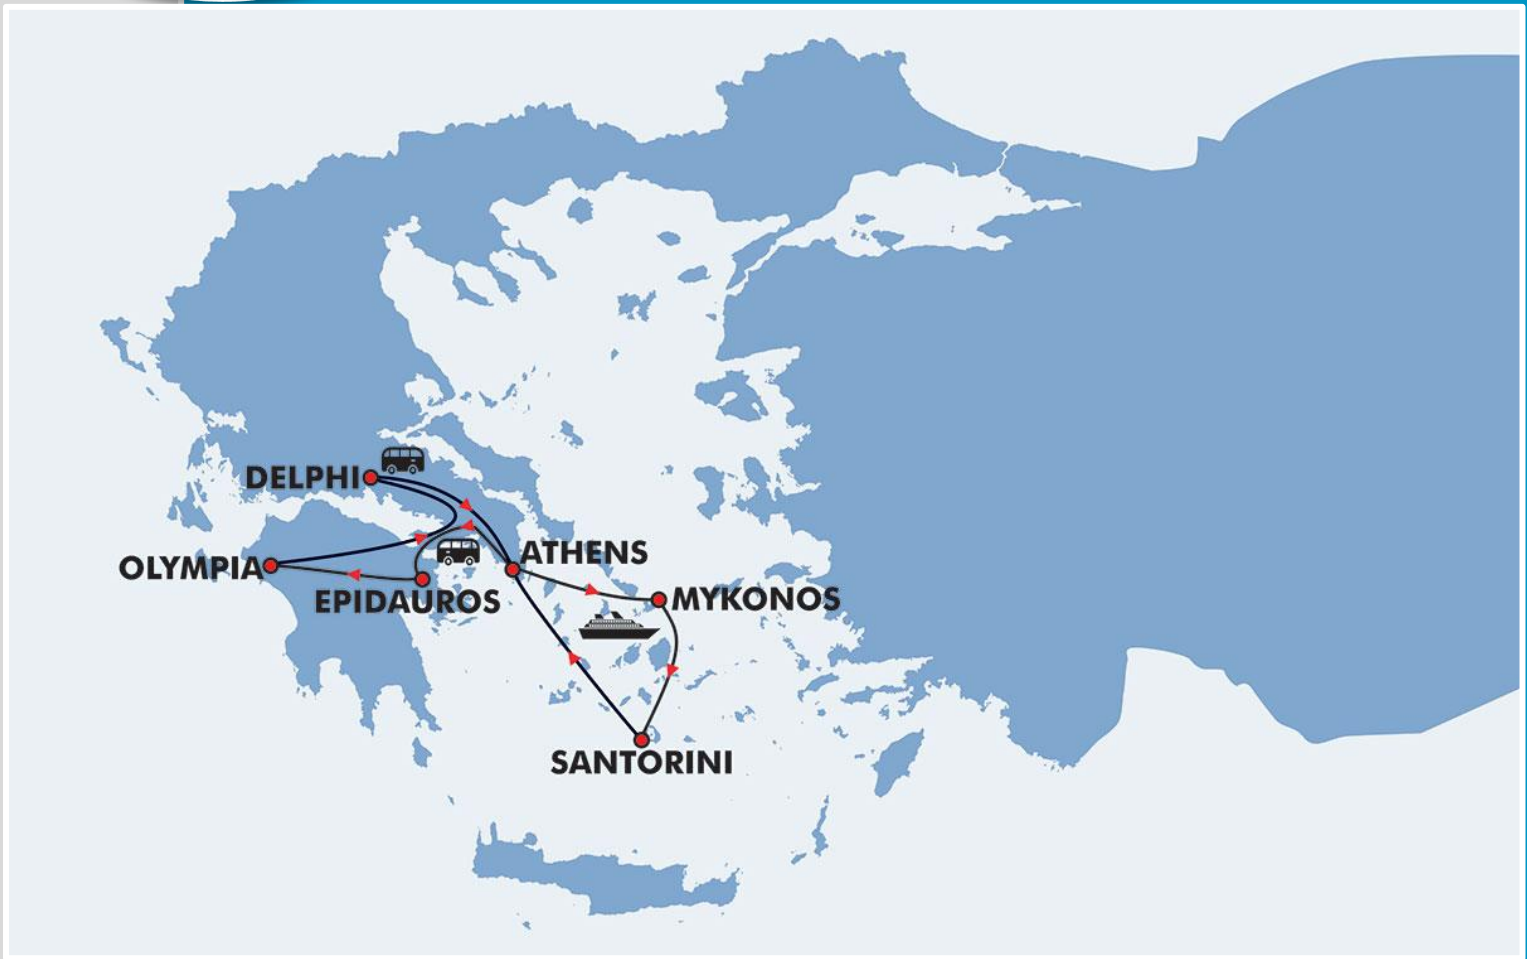 DELPHI
ATHENS
OLYMPIA
EPIDAUROS
MYKONOS
SANTORINI